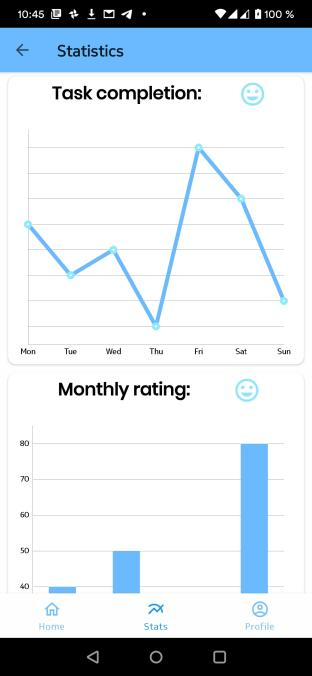 10:45
100 %
Statistics
Task completion:
Mon Tue Wed Thu Fri Sat Sun
Monthly rating:
80
70
60
50
40
Home Stats Profile